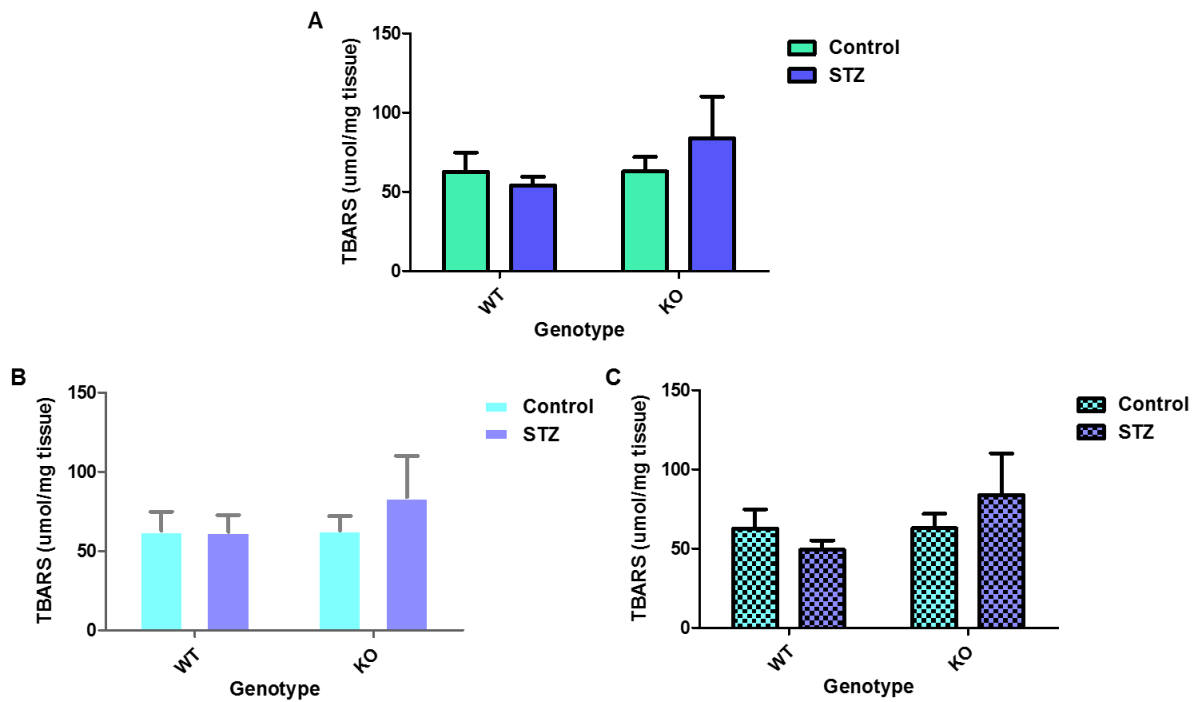 A
TBARS (umol/mg tissue)
150
100
50
0
WT
KO
Genotype
Control
STZ
B
TBARS (umol/mg tissue)
150
100
50
0
WT
KO
Genotype
Control
STZ
C
TBARS (umol/mg tissue)
150
100
50
0
WT
KO
Genotype
Control
STZ